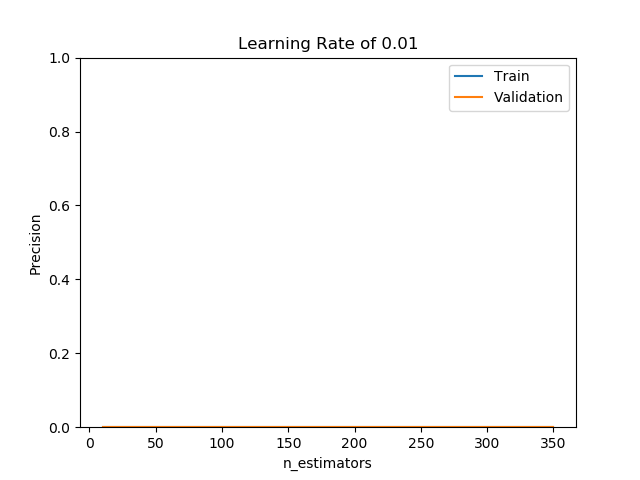 Learning Rate of 0.01
1.0
Train
Validation
0.8
0.6
Precision
0.4
0.2
0.0
0 50 100 150 200 250 300 350
n_estimators